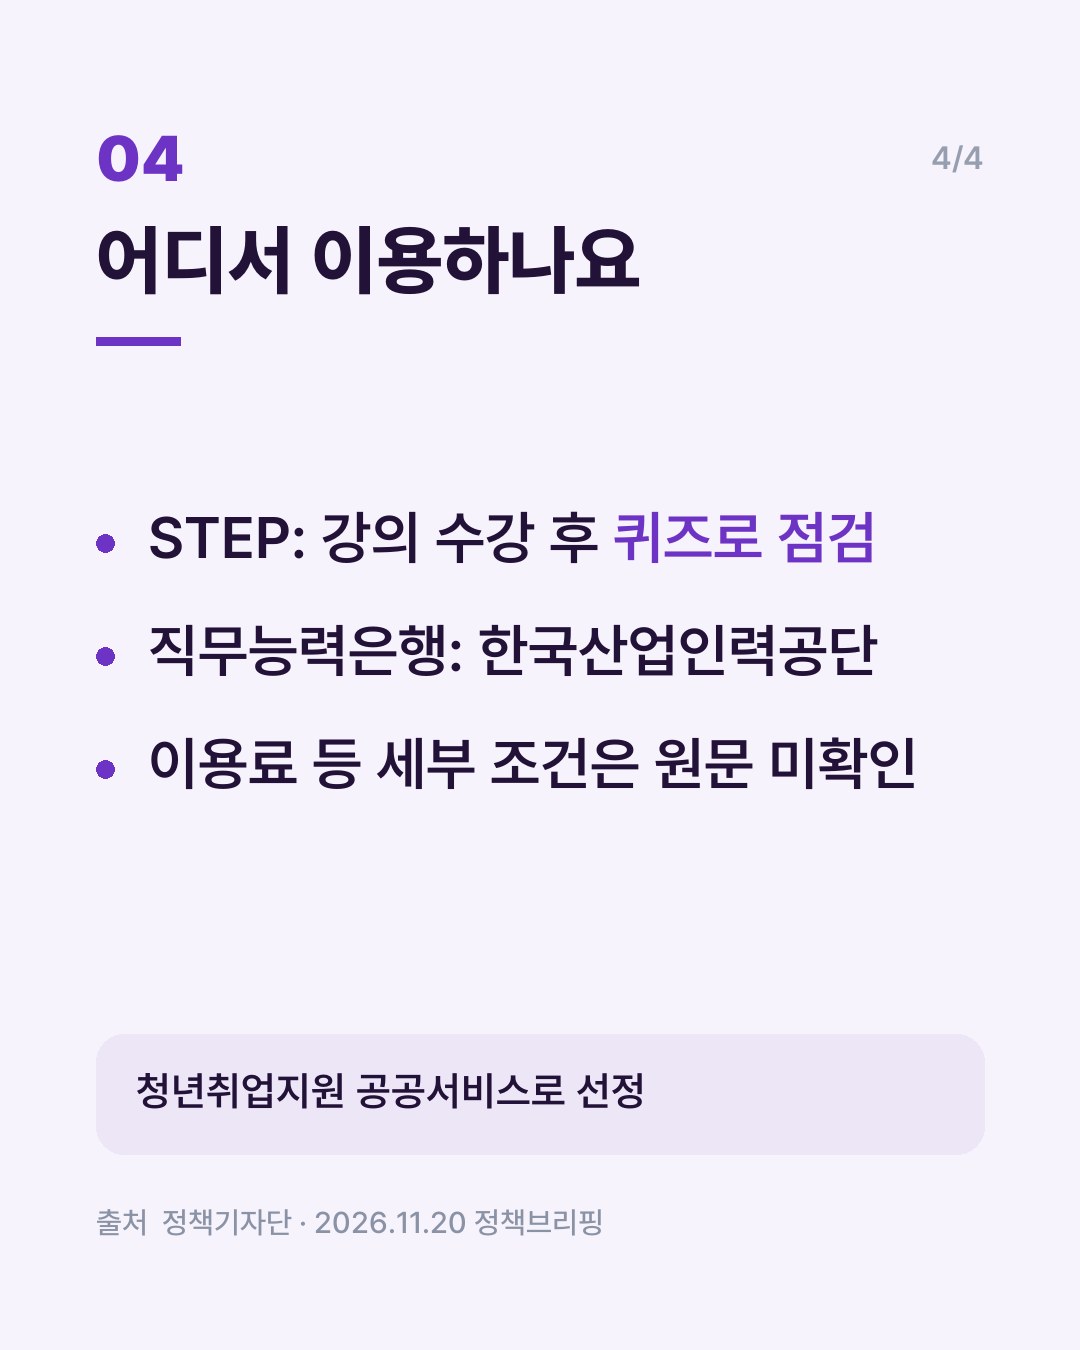 04
4/4
어디서 이용하나요
STEP: 강의 수강 후 퀴즈로 점검
직무능력은행: 한국산업인력공단
이용료 등 세부 조건은 원문 미확인
청년취업지원 공공서비스로 선정
출처 정책기자단 · 2026.11.20 정책브리핑